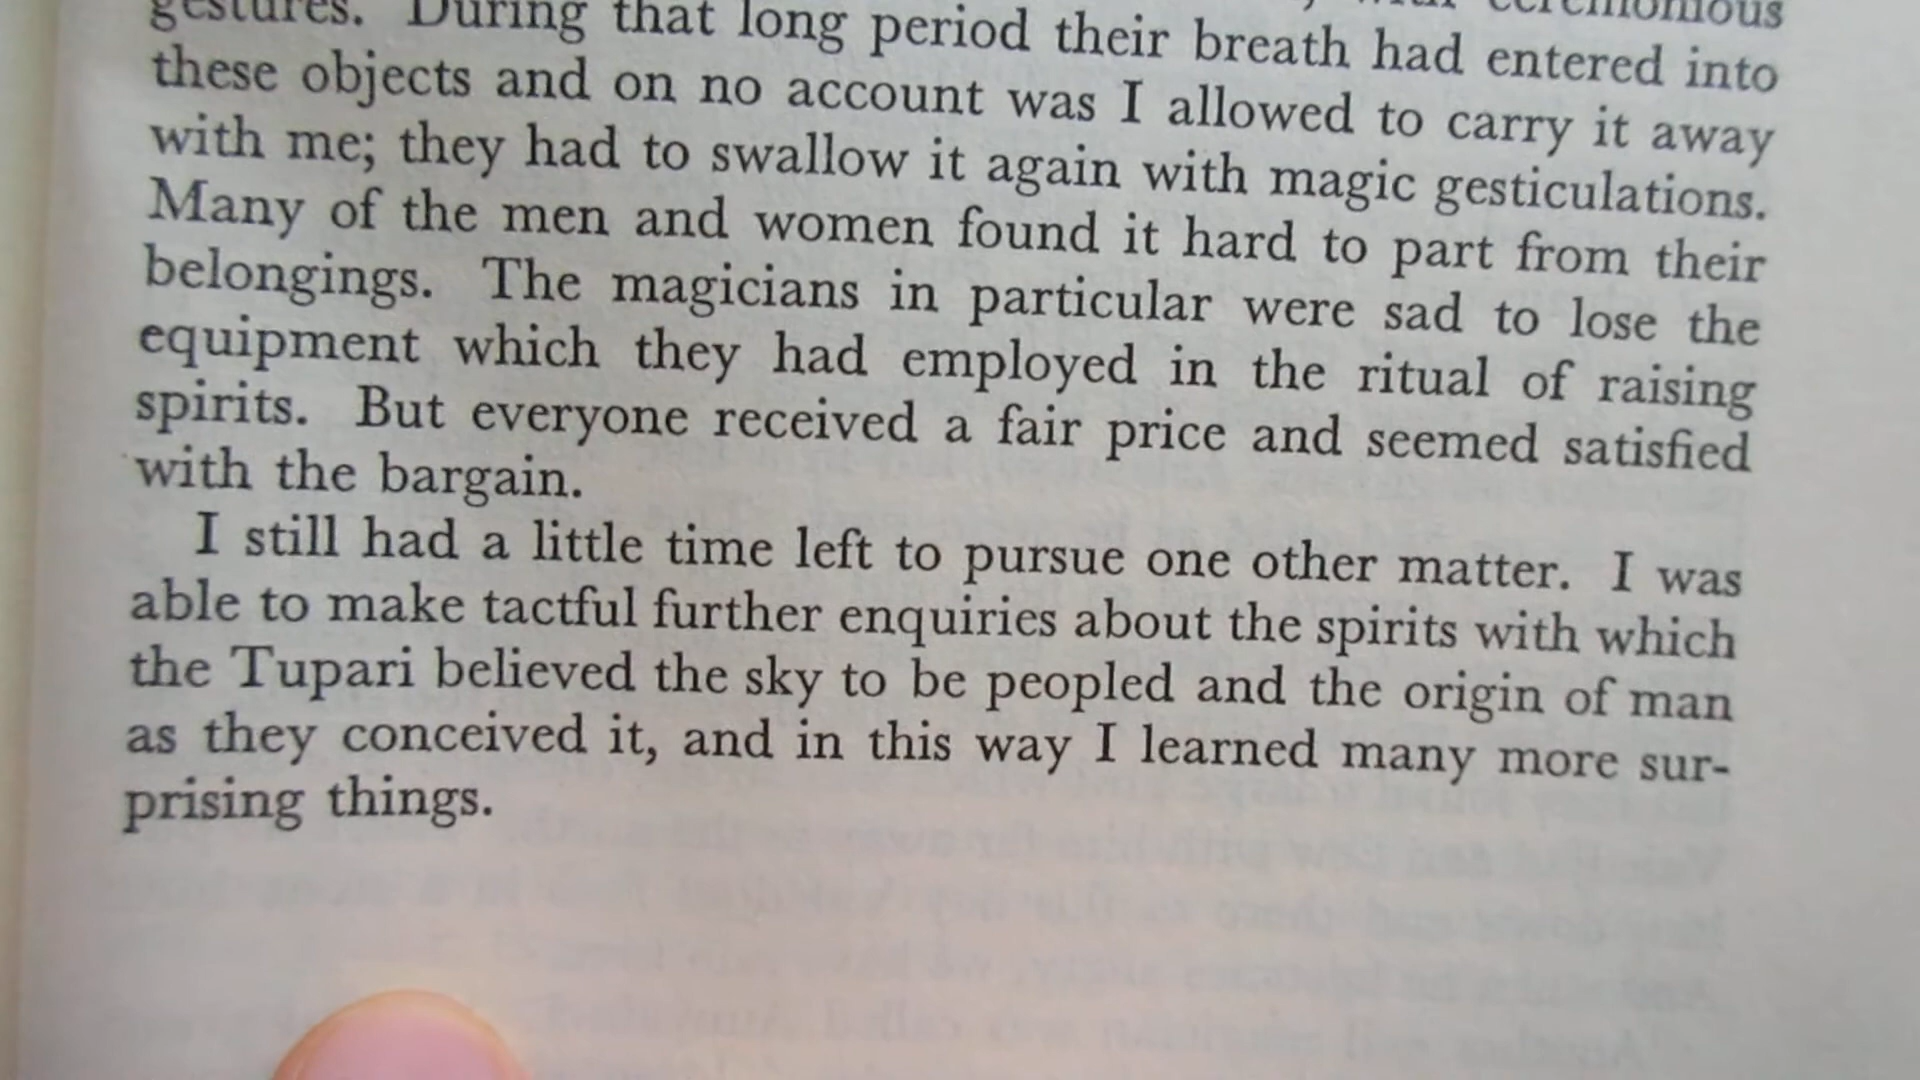 gestures. During that long period their breath had entered into
these objects and on no account was I allowed to carry it away
with me; they had to swallow it again with magic gesticulations.
Many of the men and women found it hard to part from their
belongings. The magicians in particular were sad to lose the
equipment which they had employed in the ritual of raising
spirits. But everyone received a fair price and seemed satisfied
with the bargain.
I still had a little time left to pursue one other matter. I was
able to make tactful further enquiries about the spirits with which
the Tupari believed the sky to be peopled and the origin of man
as they conceived it, and in this way I learned many more sur-
prising things.